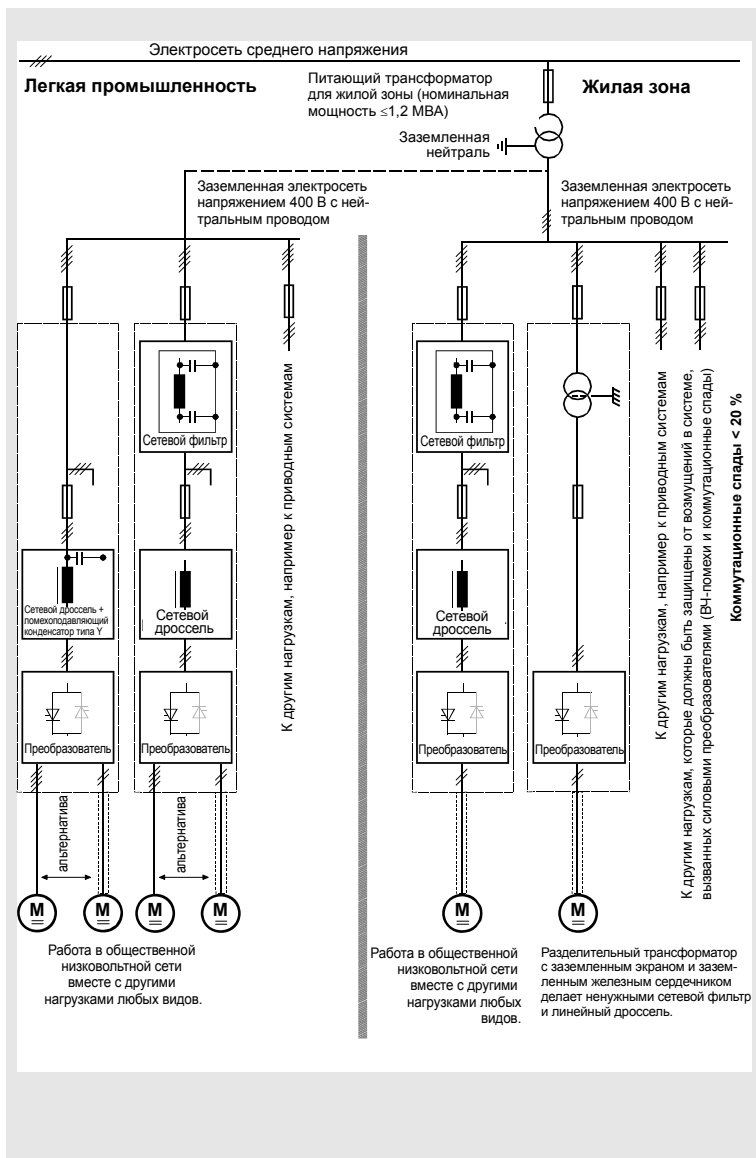 Электросеть среднего напряжения
Легкая промышленность
Питающий трансформатор
для жилой зоны (номинальная
мощность ≤1,2 МВА)
Жилая зона
Заземленная
нейтраль
Заземленная электросеть
напряжением 400 В с ней-
тральным проводом
Заземленная электросеть
напряжением 400 В с ней-
тральным проводом
Сетевой фильтр
Сетевой фильтр
Сетевой дроссель +
помехоподавляющий
конденсатор типа Y
Сетевой
дроссель
Сетевой
дроссель
Преобразователь
Преобразователь
Преобразователь
Преобразователь
К другим нагрузкам, например к приводным системам
К другим нагрузкам, например к приводным системам
К другим нагрузкам, которые должны быть защищены от возмущений в системе,
вызванных силовыми преобразователями (ВЧ-помехи и коммутационные спады)
Коммутационные спады < 20 %
альтернатива
альтернатива
M
M
M
M
M
M
Работа в общественной
низковольтной сети
вместе с другими
нагрузками любых видов.
Работа в общественной
низковольтной сети
вместе с другими
нагрузками любых
видов.
Разделительный трансформатор
с заземленным экраном и зазем-
ленным железным сердечником
делает ненужными сетевой фильтр
и линейный дроссель.